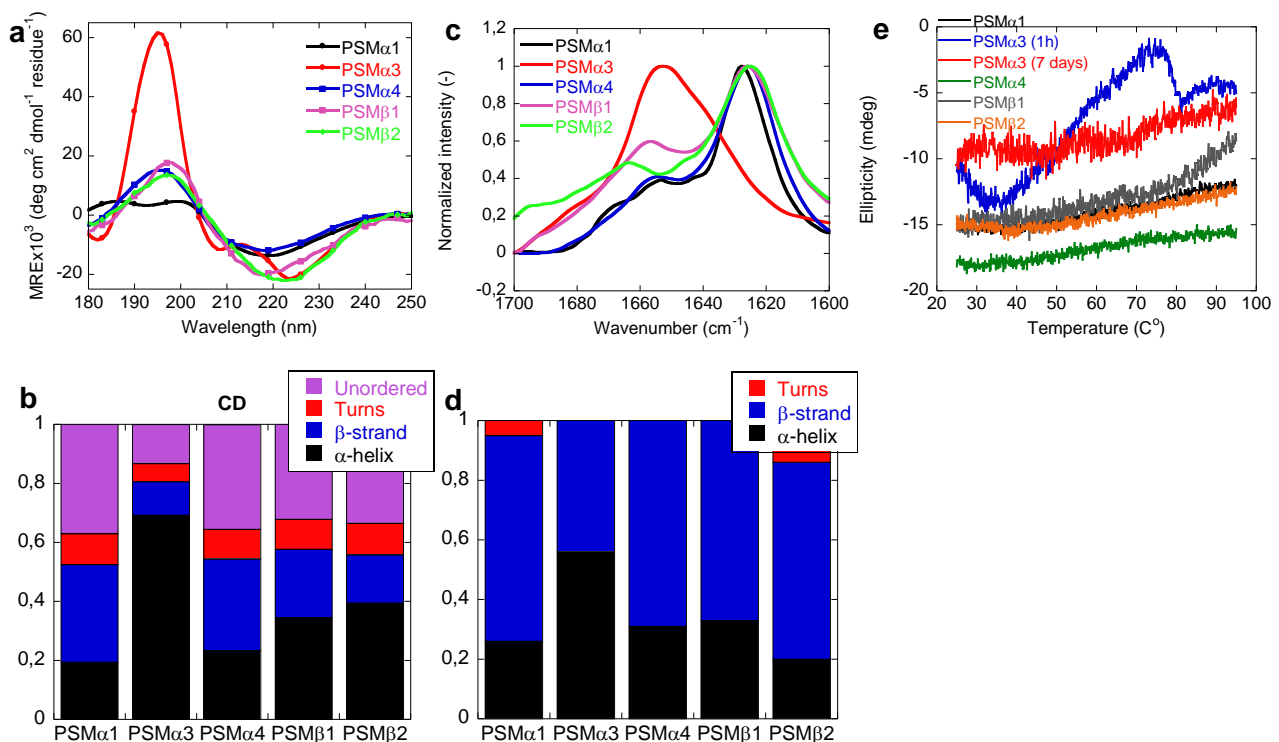 a
MREx10³ (deg cm² dmol⁻¹ residue⁻¹)
60
40
20
0
-20
180 190 200 210 220 230 240 250
Wavelength (nm)
PSMα1
PSMα3
PSMα4
PSMβ1
PSMβ2
c
Normalized intensity (-)
1,2
1
0,8
0,6
0,4
0,2
0
-0,2
1700 1680 1660 1640 1620 1600
Wavenumber (cm⁻¹)
PSMα1
PSMα3
PSMα4
PSMβ1
PSMβ2
e
Ellipticity (mdeg)
0
-5
-10
-15
-20
20 30 40 50 60 70 80 90 100
Temperature (C°)
PSMα1
PSMα3 (1h)
PSMα3 (7 days)
PSMα4
PSMβ1
PSMβ2
b
CD
Unordered
Turns
β-strand
α-helix
1
0,8
0,6
0,4
0,2
0
PSMα1 PSMα3 PSMα4 PSMβ1 PSMβ2
d
Turns
β-strand
α-helix
1
0,8
0,6
0,4
0,2
0
PSMα1 PSMα3 PSMα4 PSMβ1 PSMβ2